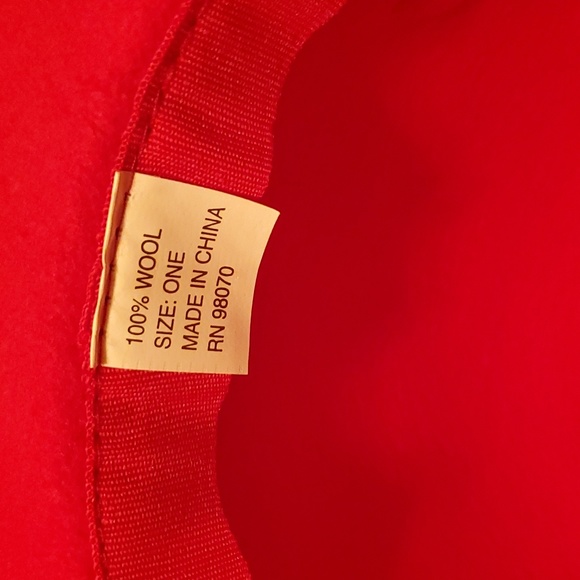 100% WOOL
SIZE: ONE
MADE IN CHINA
RN 98070